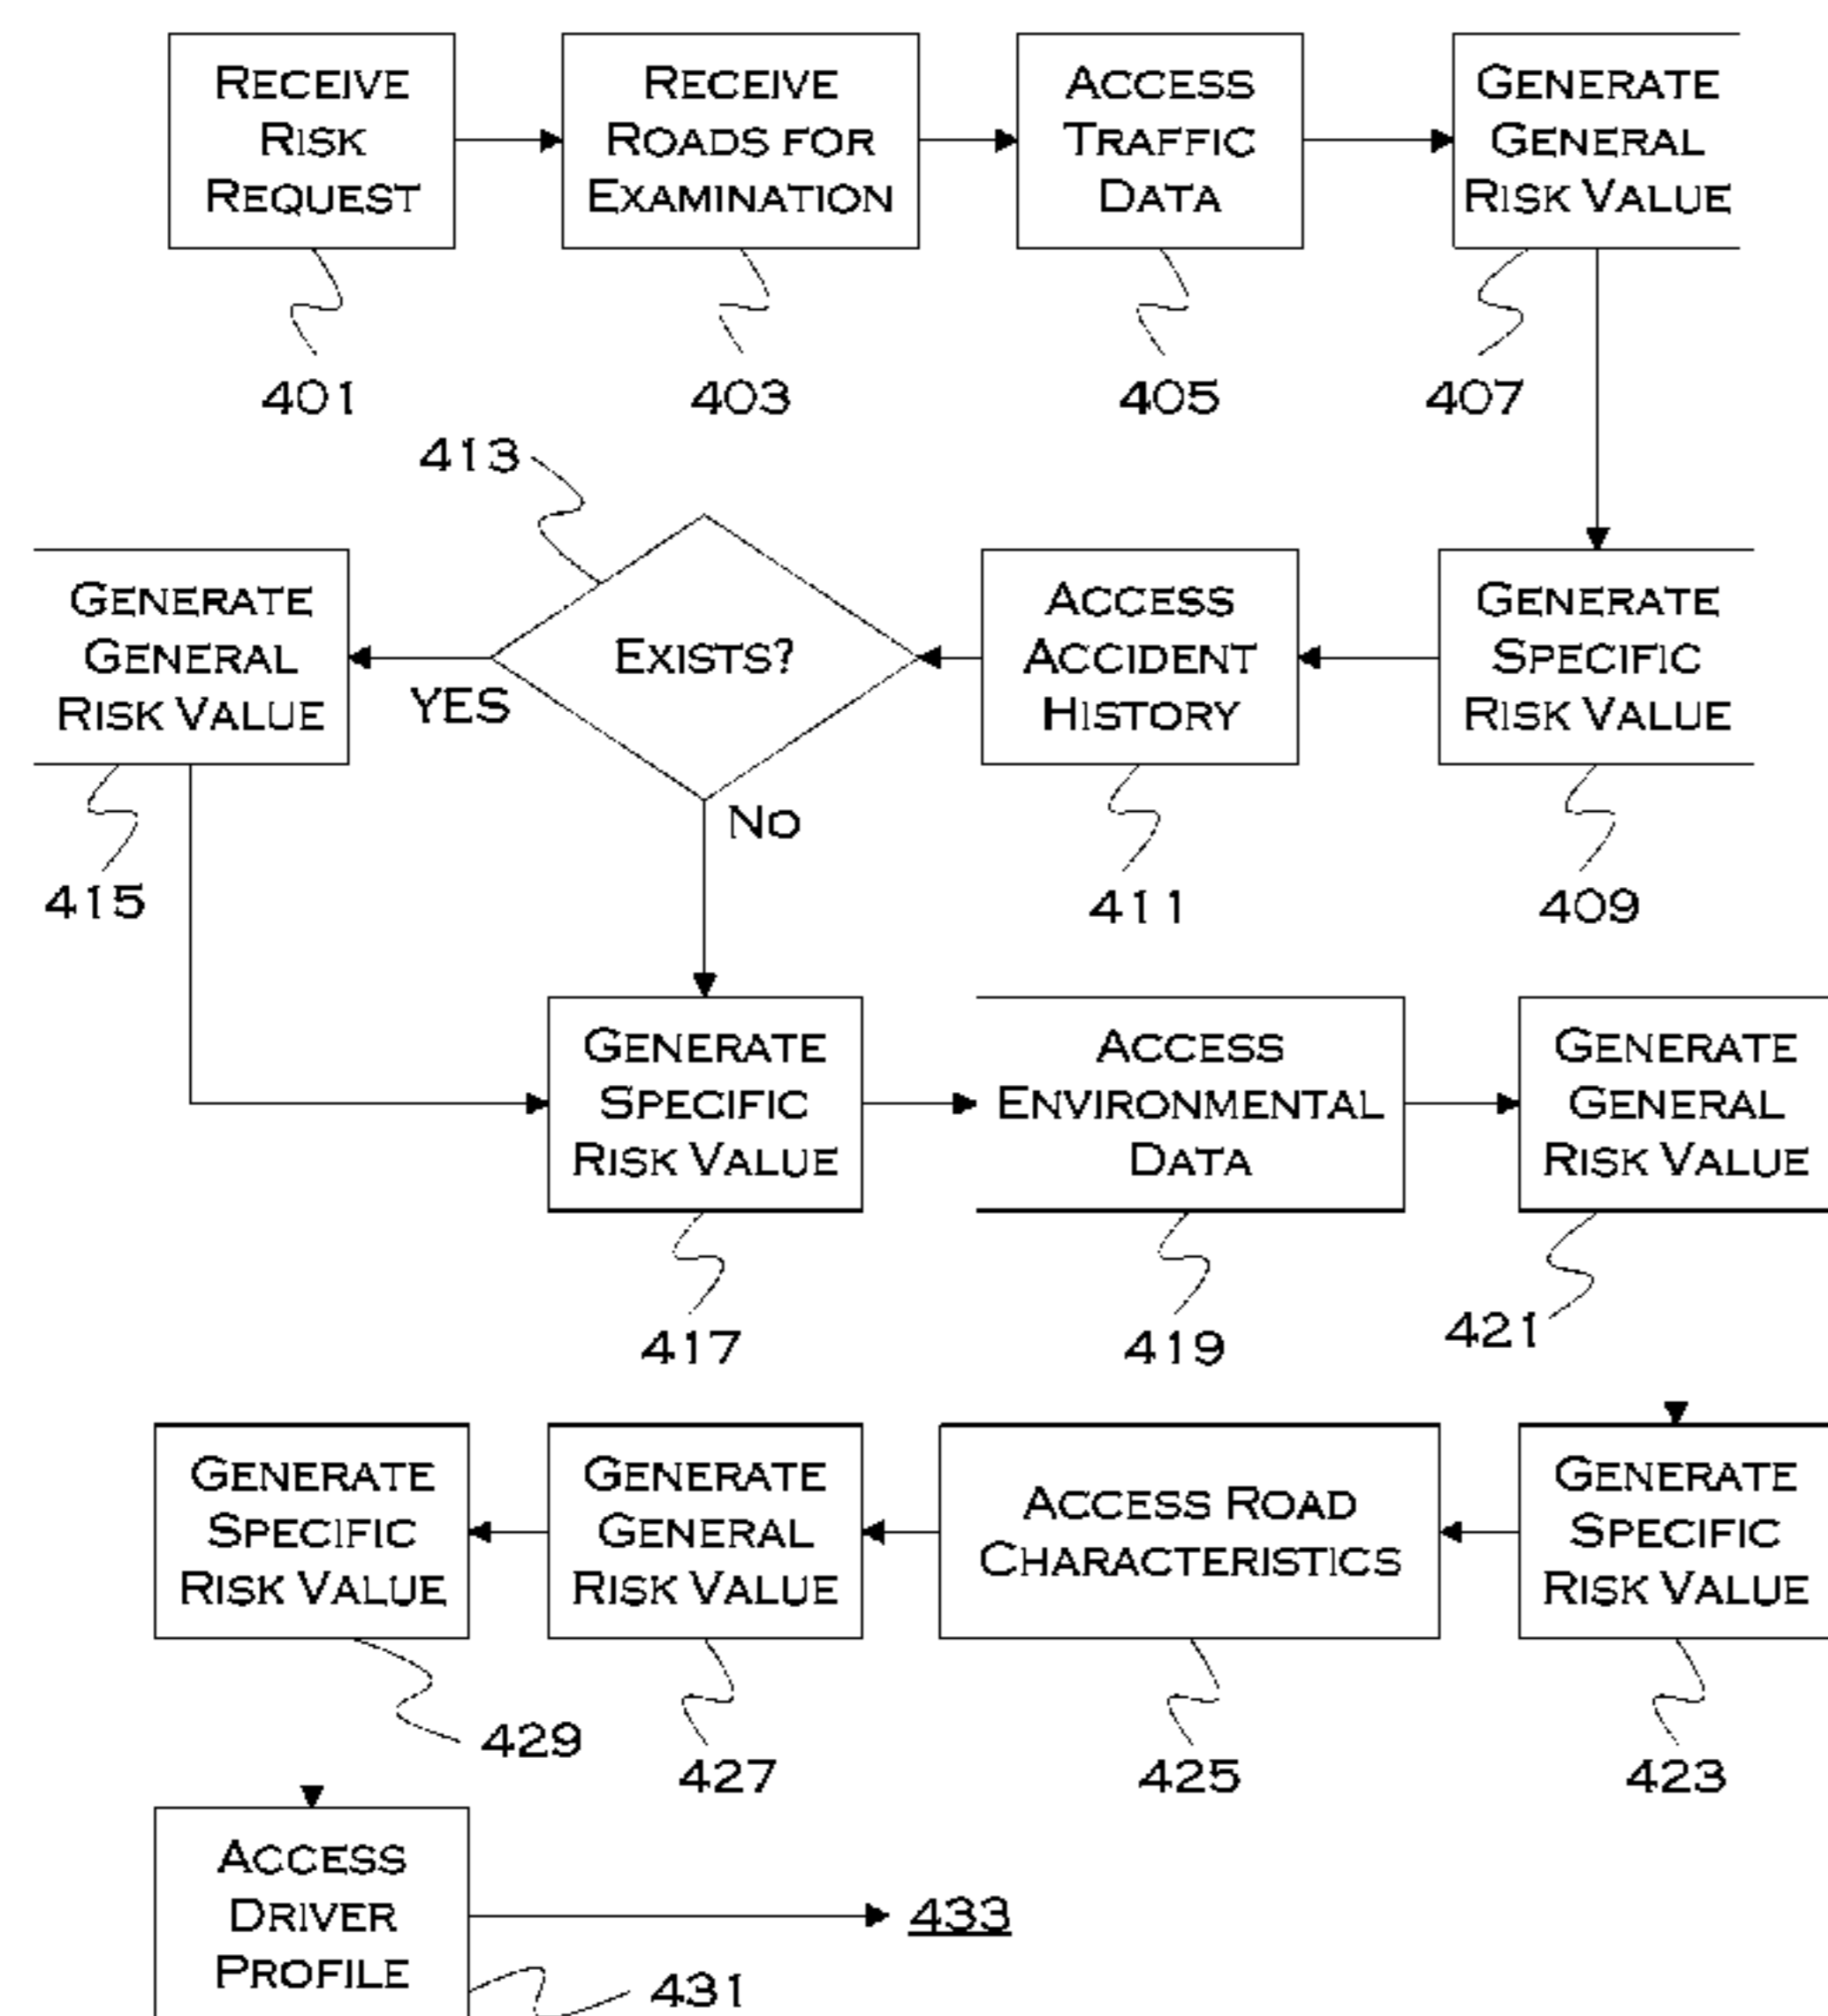 RECEIVE
RISK
REQUEST
RECEIVE
ROADS FOR
EXAMINATION
ACCESS
TRAFFIC
DATA
GENERATE
GENERAL
RISK VALUE
401
403
405
407
413
GENERATE
GENERAL
RISK VALUE
YES
EXISTS?
NO
ACCESS
ACCIDENT
HISTORY
GENERATE
SPECIFIC
RISK VALUE
415
411
409
GENERATE
SPECIFIC
RISK VALUE
ACCESS
ENVIRONMENTAL
DATA
GENERATE
GENERAL
RISK VALUE
417
419
421
GENERATE
SPECIFIC
RISK VALUE
GENERATE
GENERAL
RISK VALUE
ACCESS ROAD
CHARACTERISTICS
GENERATE
SPECIFIC
RISK VALUE
429
427
425
423
ACCESS
DRIVER
PROFILE
433
431